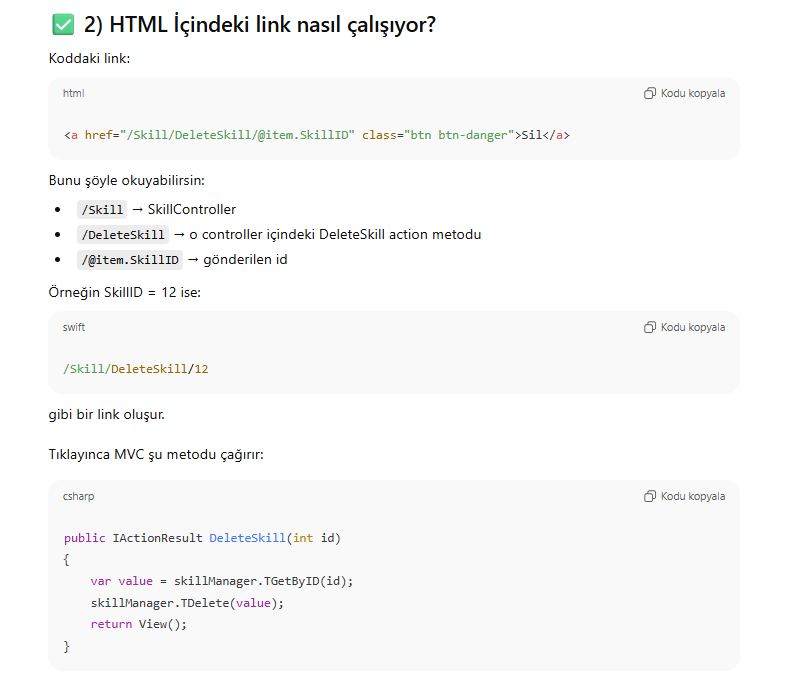 ✅ 2) HTML İçindeki link nasıl çalışıyor?
Koddaki link:
html
Kodu kopyala
<a href="/Skill/DeleteSkill/@item.SkillID" class="btn btn-danger">Sil</a>
Bunu şöyle okuyabilirsin:
• /Skill → SkillController
• /DeleteSkill → o controller içindeki DeleteSkill action metodu
• /@item.SkillID → gönderilen id
Örneğin SkillID = 12 ise:
swift
Kodu kopyala
/Skill/DeleteSkill/12
gibi bir link oluşur.
Tıklayınca MVC şu metodu çağırır:
csharp
Kodu kopyala
public IActionResult DeleteSkill(int id)
{
    var value = skillManager.TGetByID(id);
    skillManager.TDelete(value);
    return View();
}